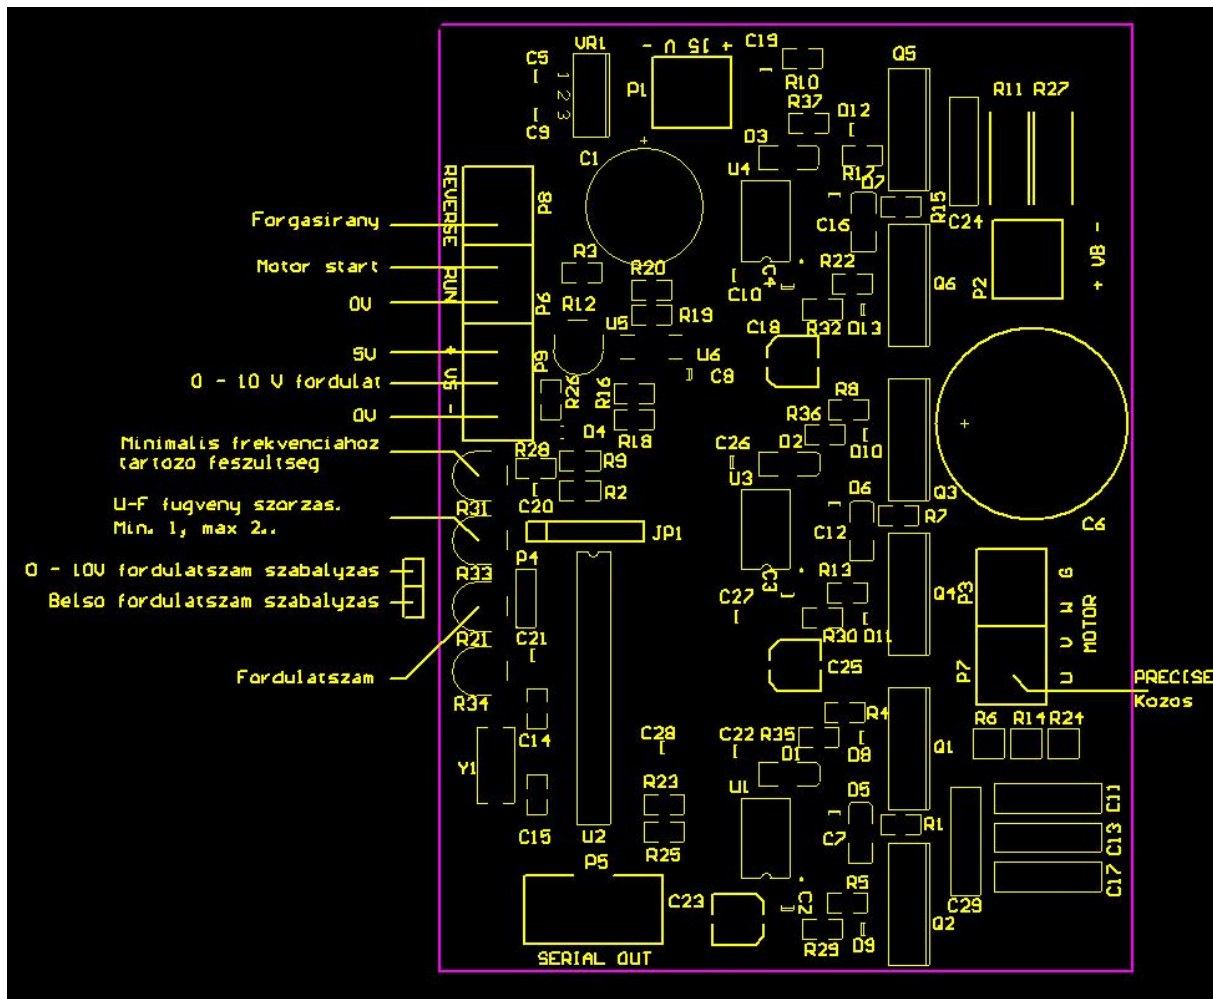 C19
VR1
+ 15 V -
Q5
C5
1 2 3
P1
R10
R11 R27
R37
C9
D12
D3
C1
+
U4
R17
D7
REVERSE
P8
Forgasirany
C16
R15
C24
Motor start
RUN
R3
R20
C4
R22
+ VB -
0V
R12
P6
C10
Q6
P2
R19
R32
D13
U5
C18
5V
+ VS -
P9
U6
0 - 10 V fordulat
R26
R16
C8
R8
0V
R36
+
D4
R18
C26
D2
D10
Minimalis frekvenciahoz
tartozo feszultseg
R28
R9
U3
D6
Q3
R2
C20
U-F fugveny szorzas.
Min. 1, max 2..
R31
R7
C6
JP1
C12
0 - 10V fordulatszam szabalyzas
R33
P4
C3
R13
Q4
P3
Belso fordulatszam szabalyzas
C27
R21
C21
R30
D11
U V W G
MOTOR
C25
Fordulatszam
P7
PRECISE
Kozos
R34
R4
R6 R14 R24
C14
C28
C22
R35
D8
Q1
Y1
D1
R23
U1
D5
C11
C15
U2
C7
R1
C13
R25
P5
C17
R5
C23
C2
C29
R29
D9
Q2
SERIAL OUT